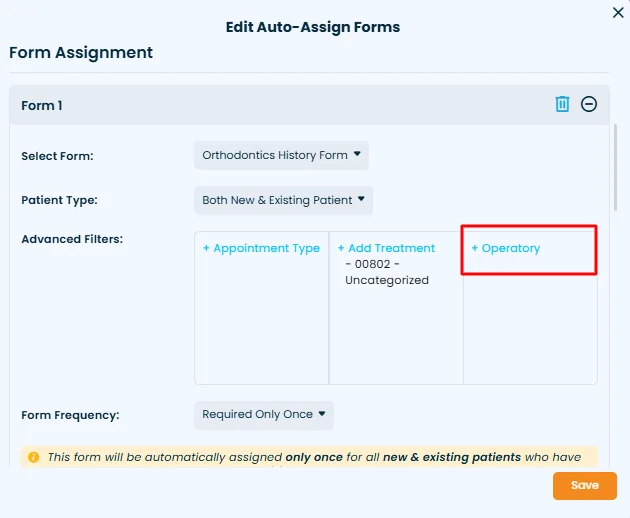 Edit Auto-Assign Forms
Form Assignment
Form 1
Select Form:
Orthodontics History Form
Patient Type:
Both New & Existing Patient
Advanced Filters:
+ Appointment Type
+ Add Treatment
- 00802 -
Uncategorized
+ Operatory
Form Frequency:
Required Only Once
This form will be automatically assigned only once for all new & existing patients who have
Save